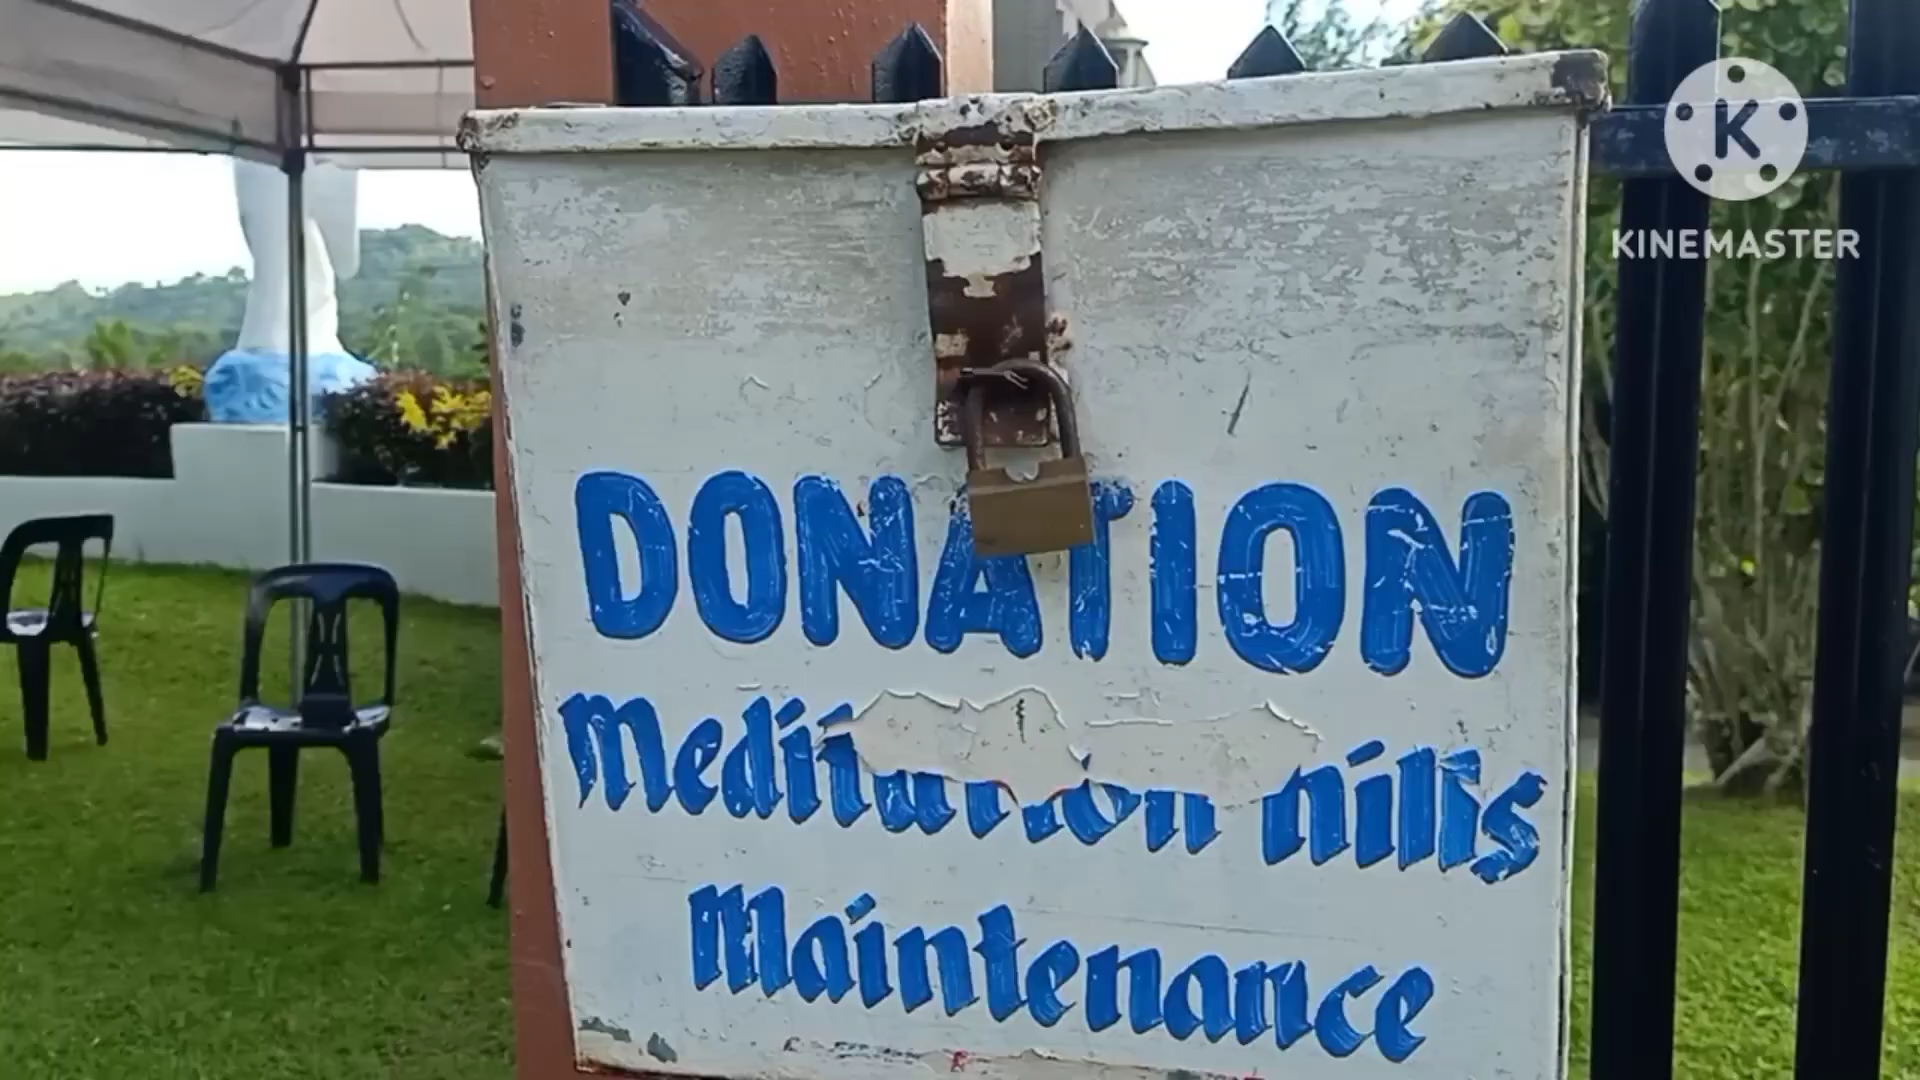 K
KINEMASTER
DONATION
Meditation hills
Maintenance